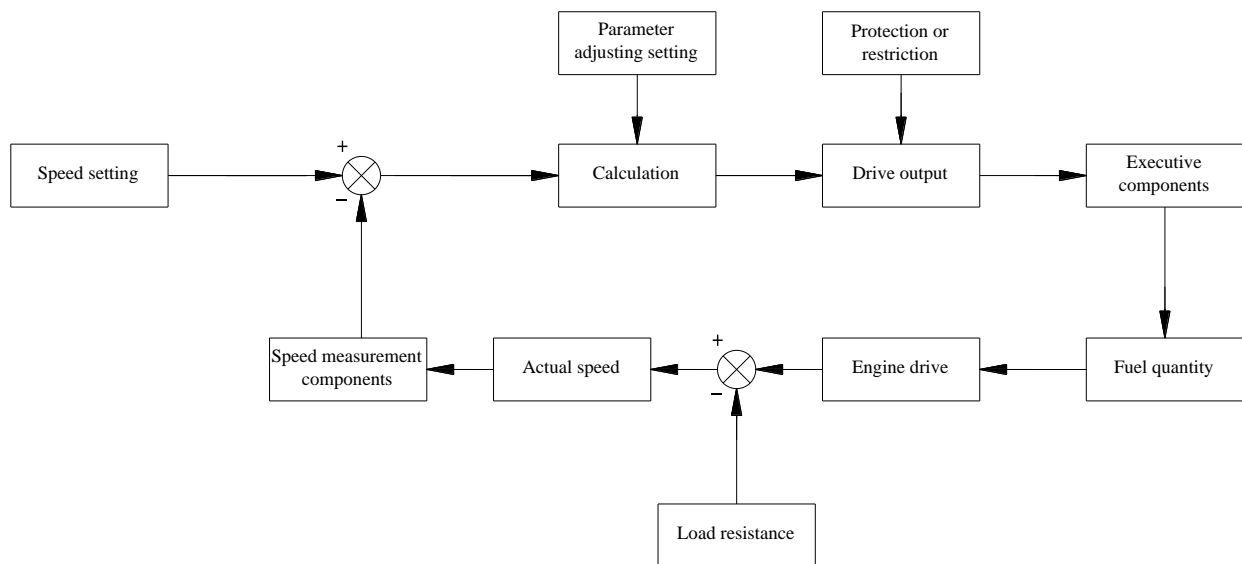 Parameter
adjusting setting
Protection or
restriction
+
Speed setting
Calculation
Drive output
Executive
components
−
+
Speed measurement
components
Actual speed
Engine drive
Fuel quantity
−
Load resistance